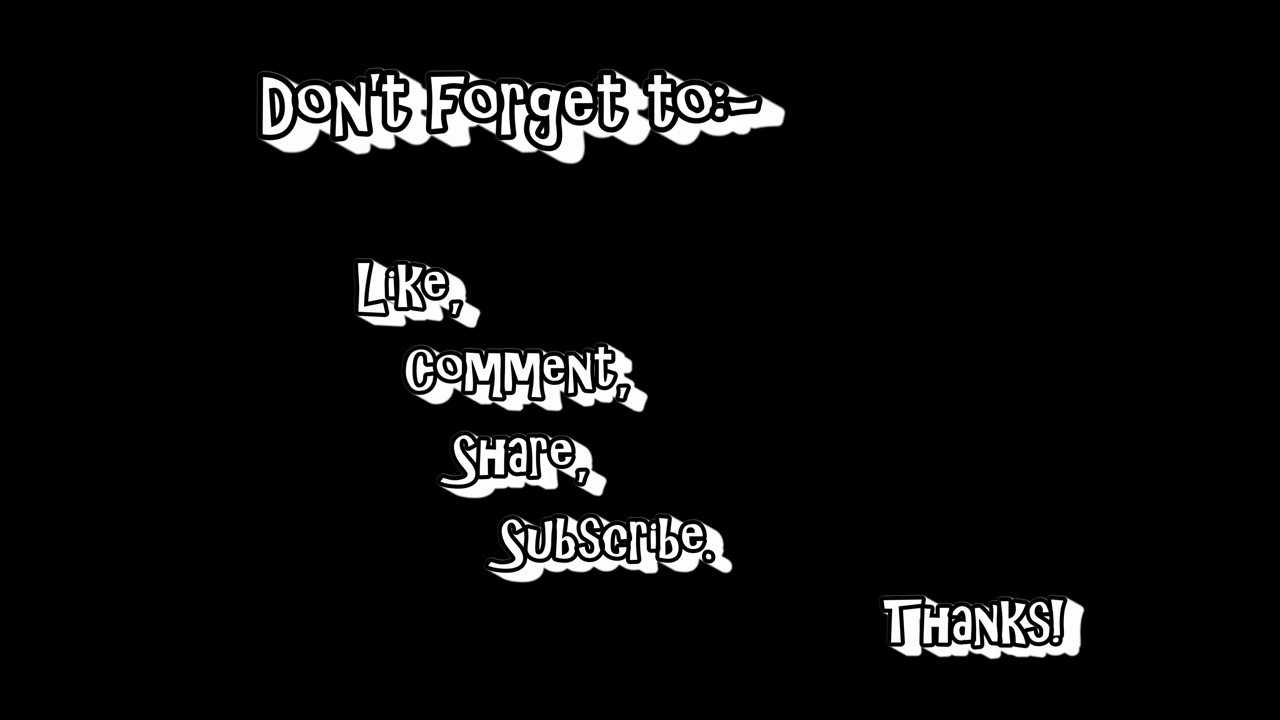 Don't Forget to:-
Like,
Comment,
Share,
Subscribe.
Thanks!